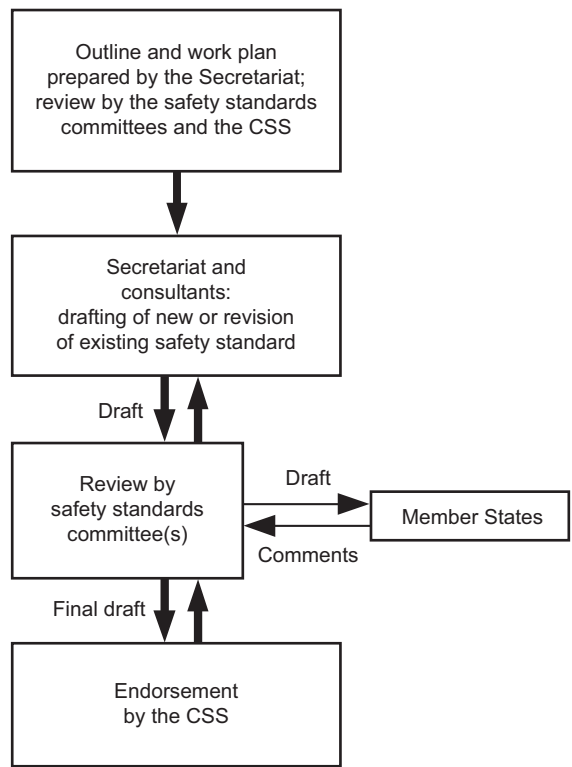 Outline and work plan
prepared by the Secretariat;
review by the safety standards
committees and the CSS
Secretariat and
consultants:
drafting of new or revision
of existing safety standard
Draft
Review by
safety standards
committee(s)
Draft
Member States
Comments
Final draft
Endorsement
by the CSS